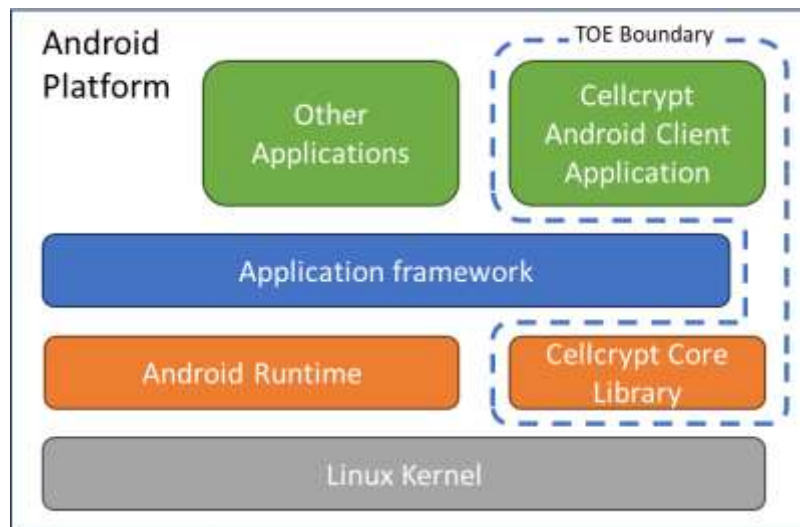 Android
Platform
TOE Boundary
Other
Applications
Cellcrypt
Android Client
Application
Application framework
Android Runtime
Cellcrypt Core
Library
Linux Kernel